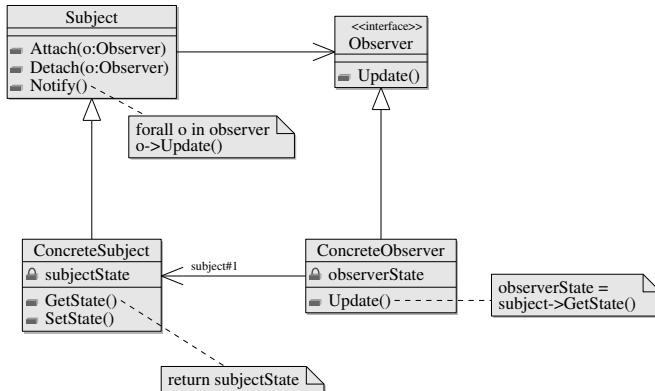 Subject
Attach(o:Observer)
Detach(o:Observer)
Notify()
<<interface>>
Observer
Update()
forall o in observer
o->Update()
ConcreteSubject
subjectState
GetState()
SetState()
subject#1
ConcreteObserver
observerState
Update()
observerState =
subject->GetState()
return subjectState